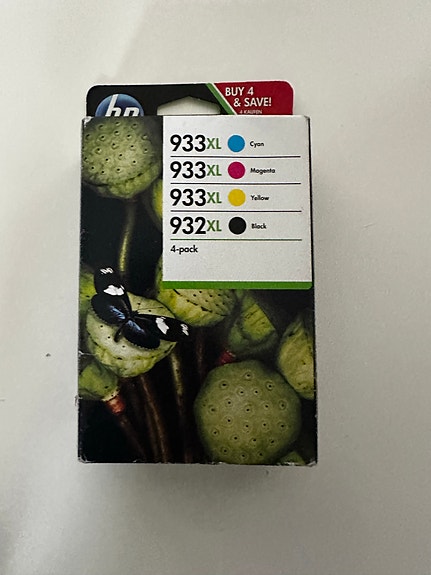 BUY 4
& SAVE!
4 KAUFEN
hp
933XL Cyan
933XL Magenta
933XL Yellow
932XL Black
4-pack